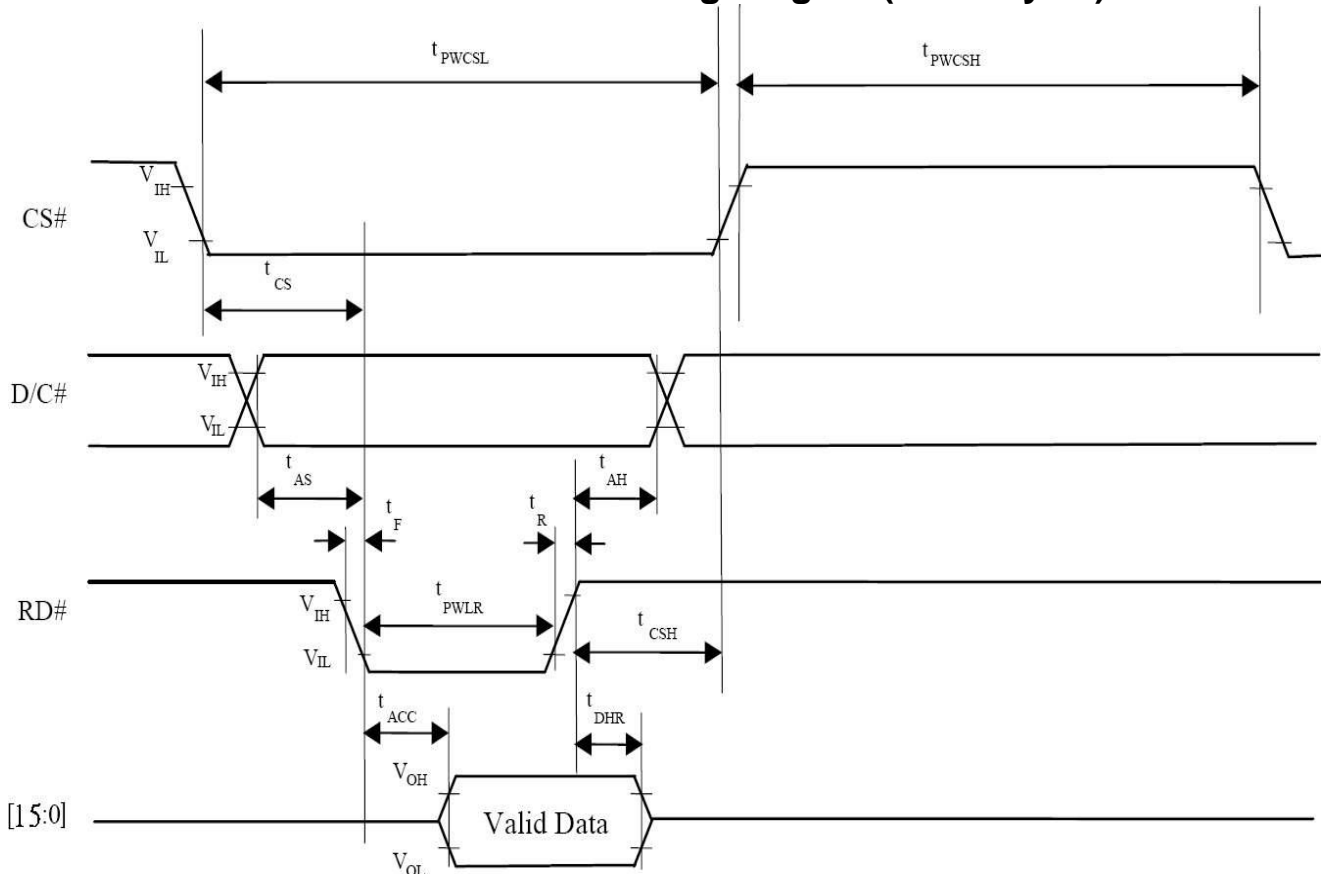 t PWCSL
t PWCSH
V IH
CS#
V IL
t CS
V IH
D/C#
V IL
t AS
t AH
t F
t R
V IH
RD#
t PWLR
t CSH
V IL
t ACC
t DHR
V OH
[15:0]
Valid Data
V OL